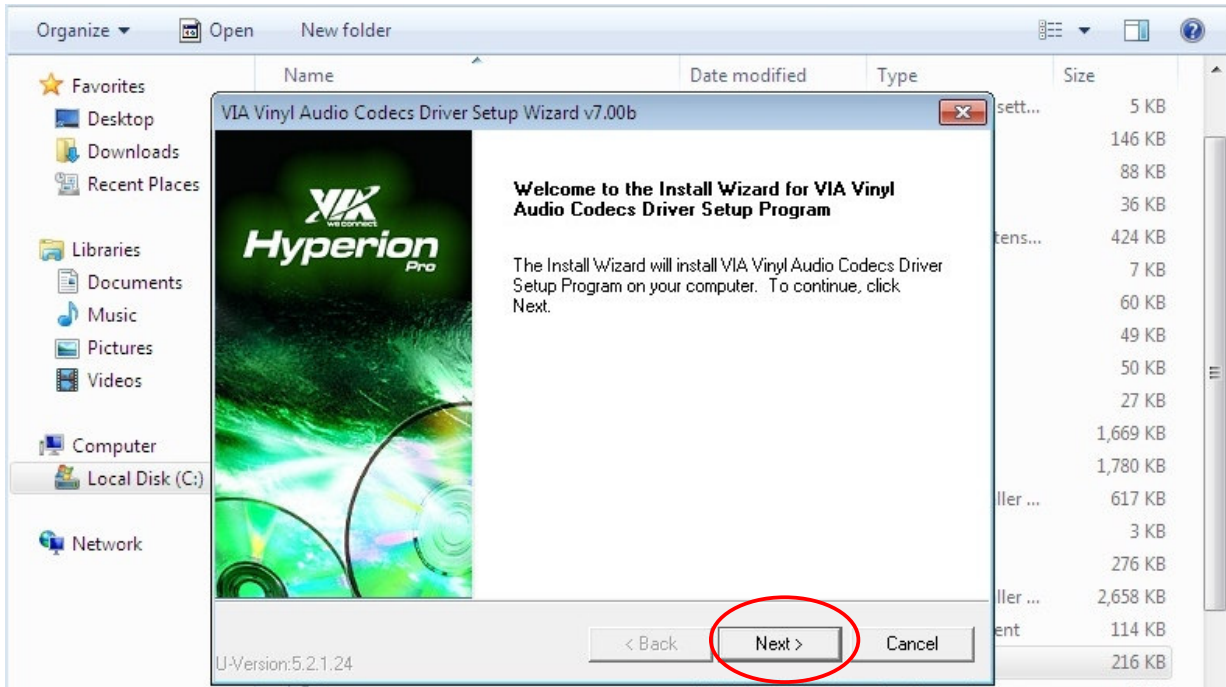 Organize Open New folder
Name Date modified Type Size
Favorites
Desktop
Downloads
Recent Places
Libraries
Documents
Music
Pictures
Videos
Computer
Local Disk (C:)
Network
VIA Vinyl Audio Codecs Driver Setup Wizard v7.00b
VIA
we connect
Hyperion
Pro
Welcome to the Install Wizard for VIA Vinyl
Audio Codecs Driver Setup Program
The Install Wizard will install VIA Vinyl Audio Codecs Driver
Setup Program on your computer. To continue, click
Next.
U-Version:5.2.1.24
< Back Next > Cancel
sett... 5 KB
146 KB
88 KB
36 KB
tens... 424 KB
7 KB
60 KB
49 KB
50 KB
27 KB
1,669 KB
1,780 KB
ller ... 617 KB
3 KB
276 KB
ller ... 2,658 KB
ent 114 KB
216 KB